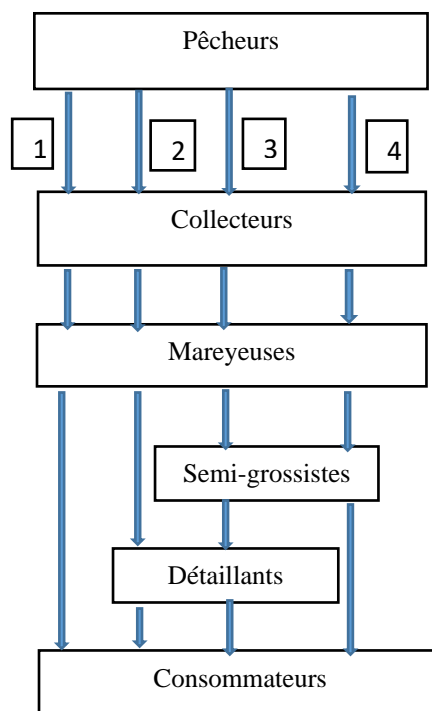 Pêcheurs
1
2
3
4
Collecteurs
Mareyeuses
Semi-grossistes
Détaillants
Consommateurs